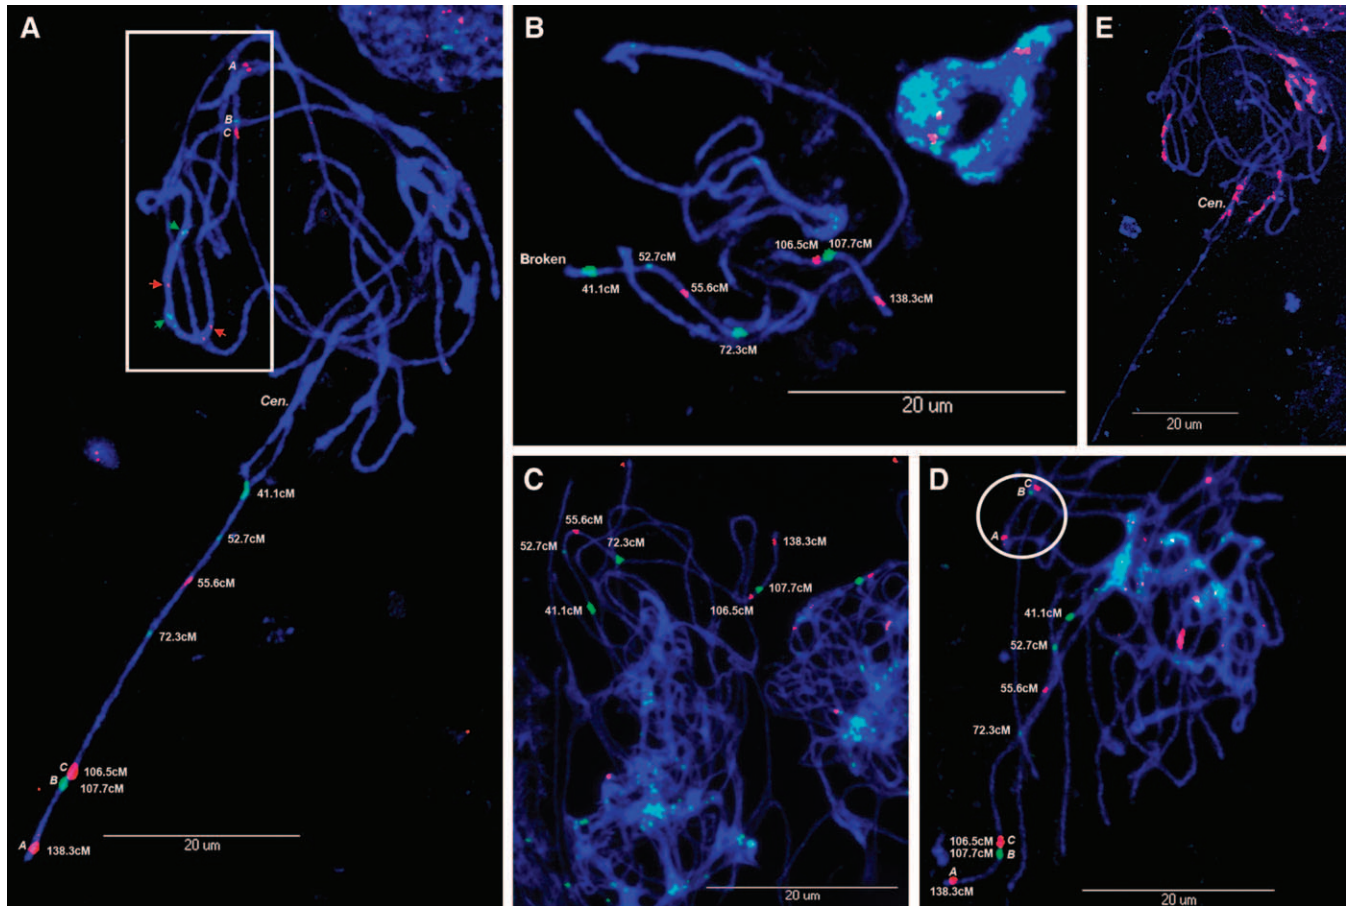 A
A
B
C
Cen.
41.1cM
52.7cM
55.6cM
72.3cM
C
106.5cM
B
107.7cM
20 um
A
138.3cM
B
106.5cM
107.7cM
Broken
52.7cM
41.1cM
55.6cM
138.3cM
72.3cM
20 um
E
Cen.
20 um
C
55.6cM
52.7cM
72.3cM
138.3cM
107.7cM
41.1cM
106.5cM
20 um
D
C
B
A
41.1cM
52.7cM
55.6cM
72.3cM
106.5cM C
107.7cM B
A
138.3cM
20 um